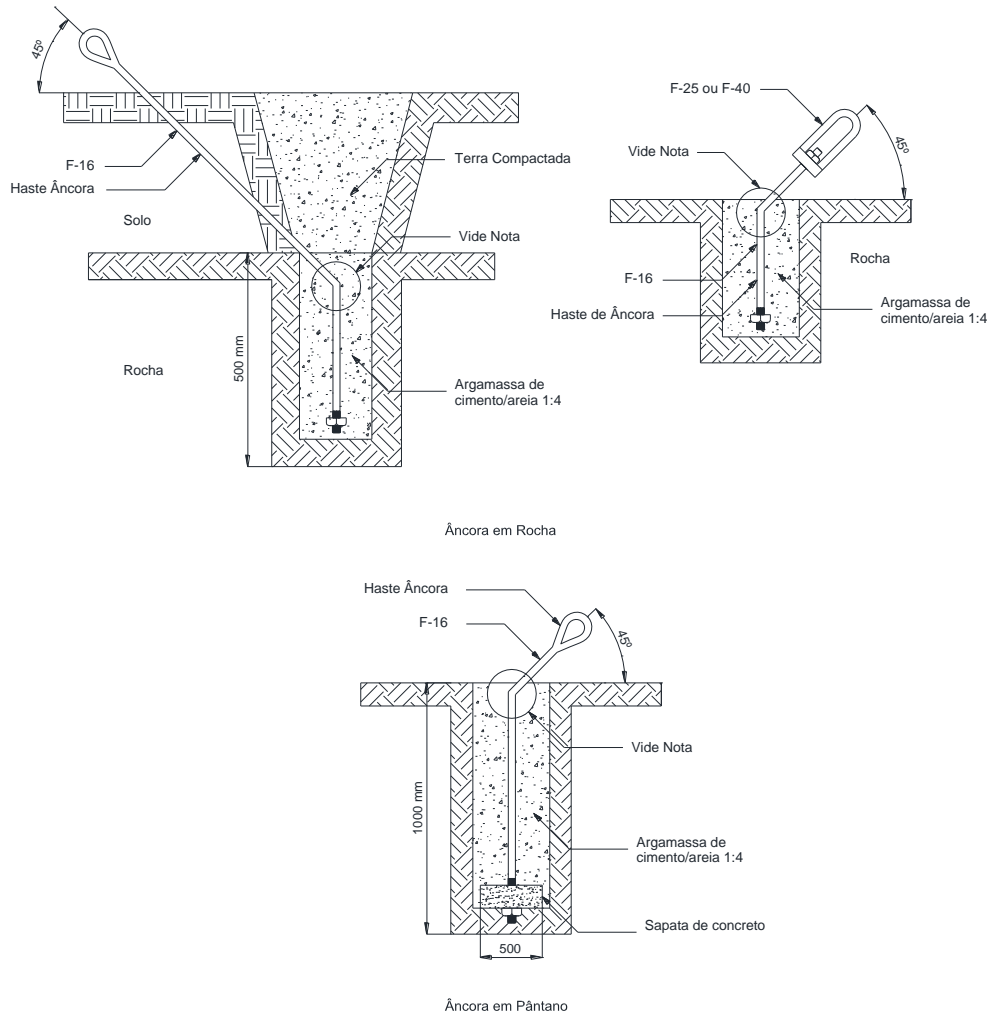 45º
F-16
Haste Âncora
Solo
Terra Compactada
Vide Nota
Rocha
500 mm
Argamassa de
cimento/areia 1:4
F-25 ou F-40
Vide Nota
45º
Rocha
F-16
Haste de Âncora
Argamassa de
cimento/areia 1:4
Âncora em Rocha
Haste Âncora
F-16
45º
Vide Nota
1000 mm
Argamassa de
cimento/areia 1:4
Sapata de concreto
500
Âncora em Pântano